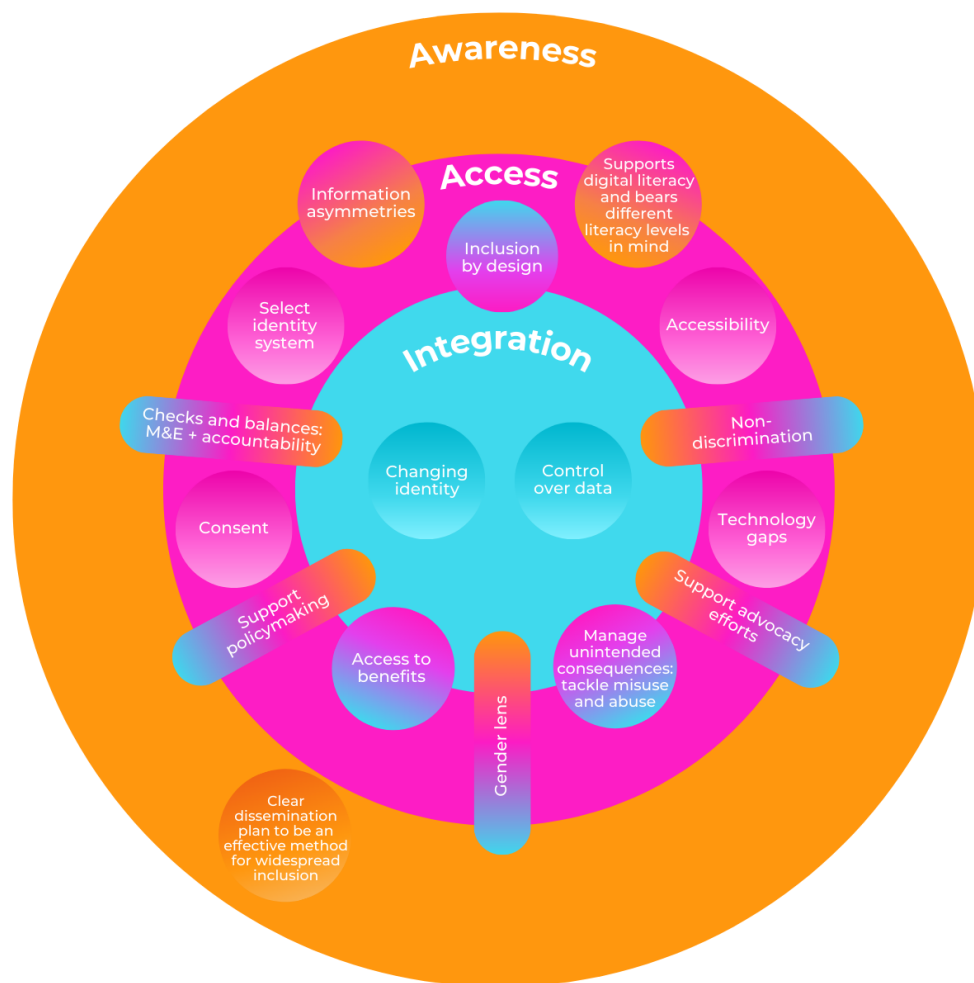 Awareness
Access
Information
asymmetries
Supports
digital literacy
and bears
different
literacy levels
in mind
Inclusion
by design
Select
identity
system
Accessibility
Integration
Checks and balances:
M&E + accountability
Non-
discrimination
Changing
identity
Control
over data
Consent
Technology
gaps
Support
policymaking
Support advocacy
efforts
Access to
benefits
Manage
unintended
consequences:
tackle misuse
and abuse
Gender lens
Clear
dissemination
plan to be an
effective method
for widespread
inclusion